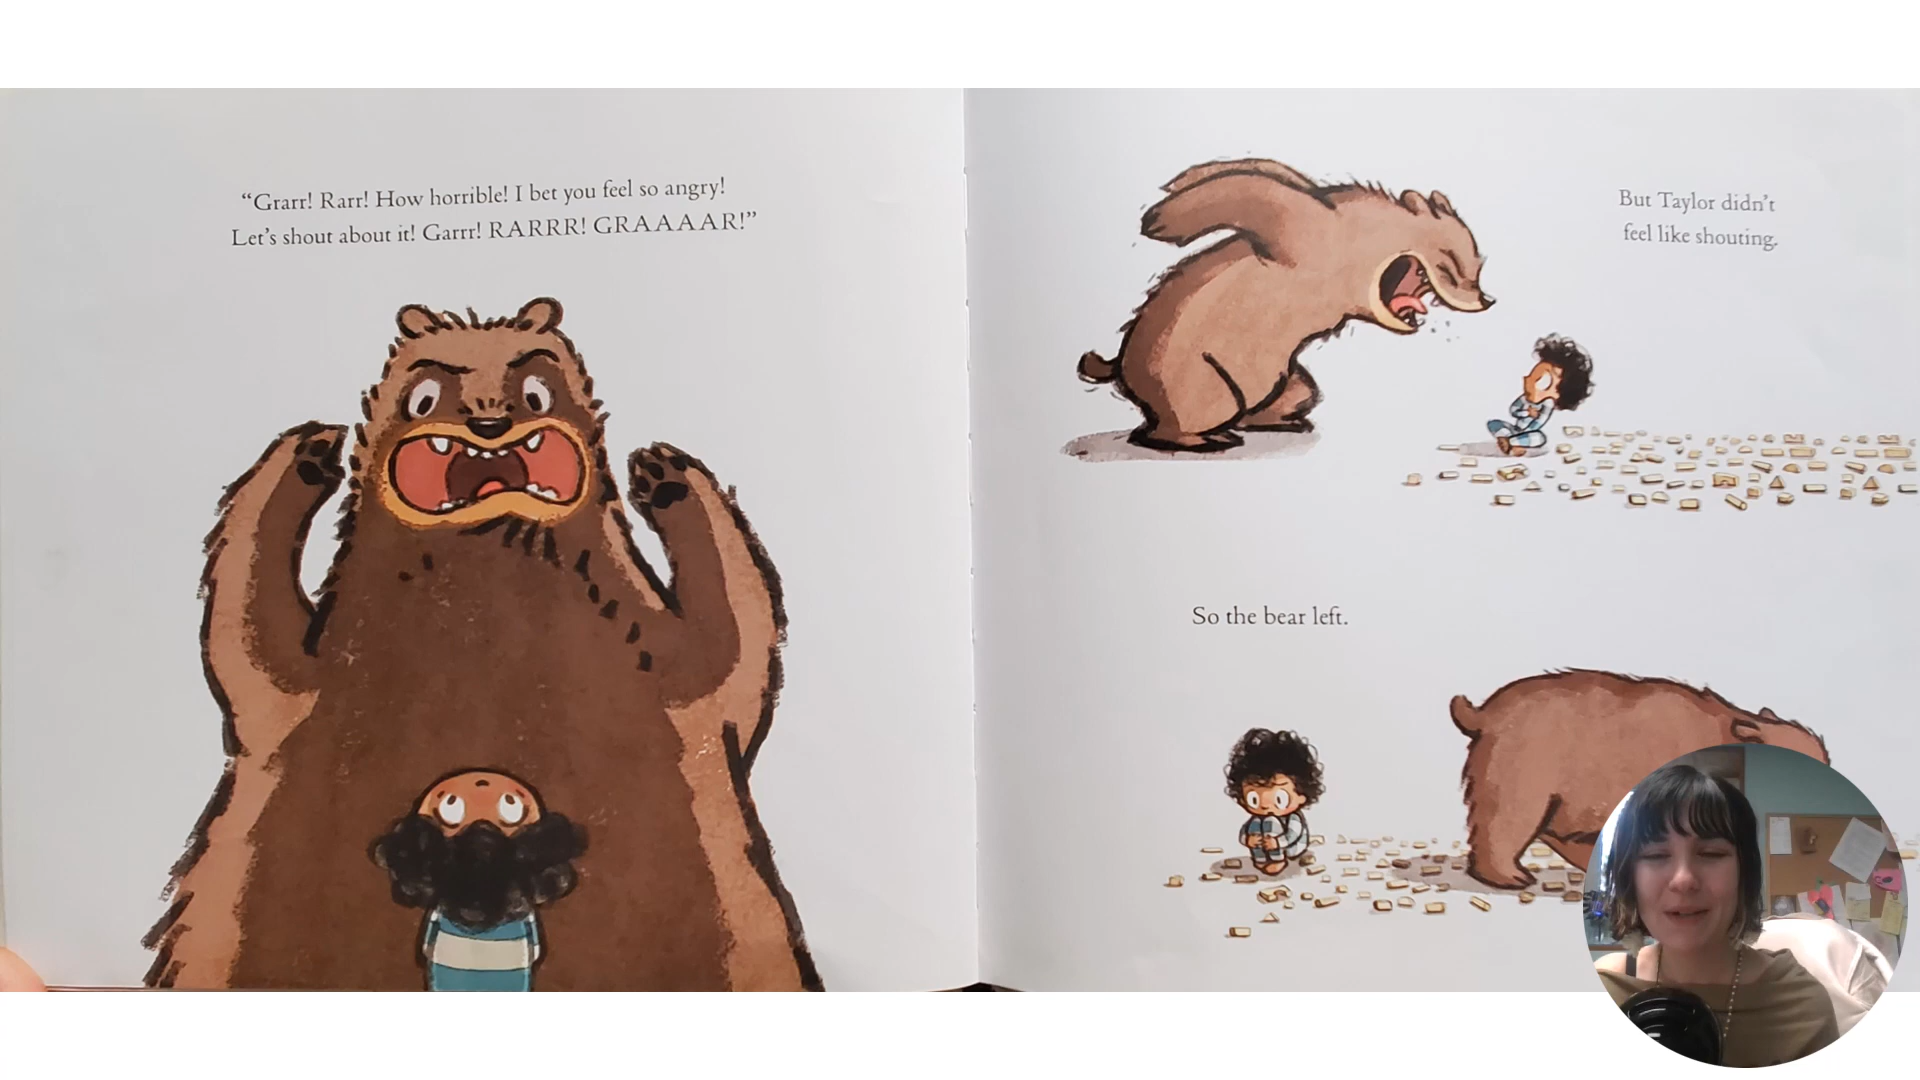 “Grarr! Rarr! How horrible! I bet you feel so angry!
Let’s shout about it! Garrr! RARRR! GRAAAAR!”
But Taylor didn’t
feel like shouting.
So the bear left.